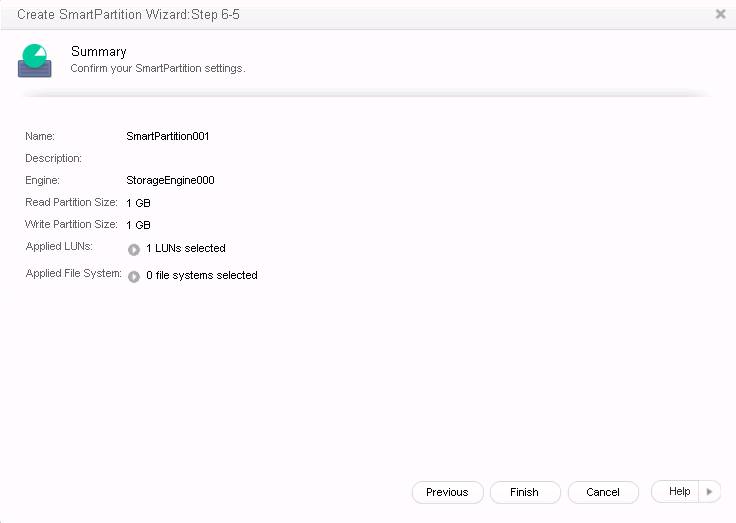 Create SmartPartition Wizard:Step 6-5
Summary
Confirm your SmartPartition settings.
Name: SmartPartition001
Description:
Engine: StorageEngine000
Read Partition Size: 1 GB
Write Partition Size: 1 GB
Applied LUNs: 1 LUNs selected
Applied File System: 0 file systems selected
Previous Finish Cancel Help